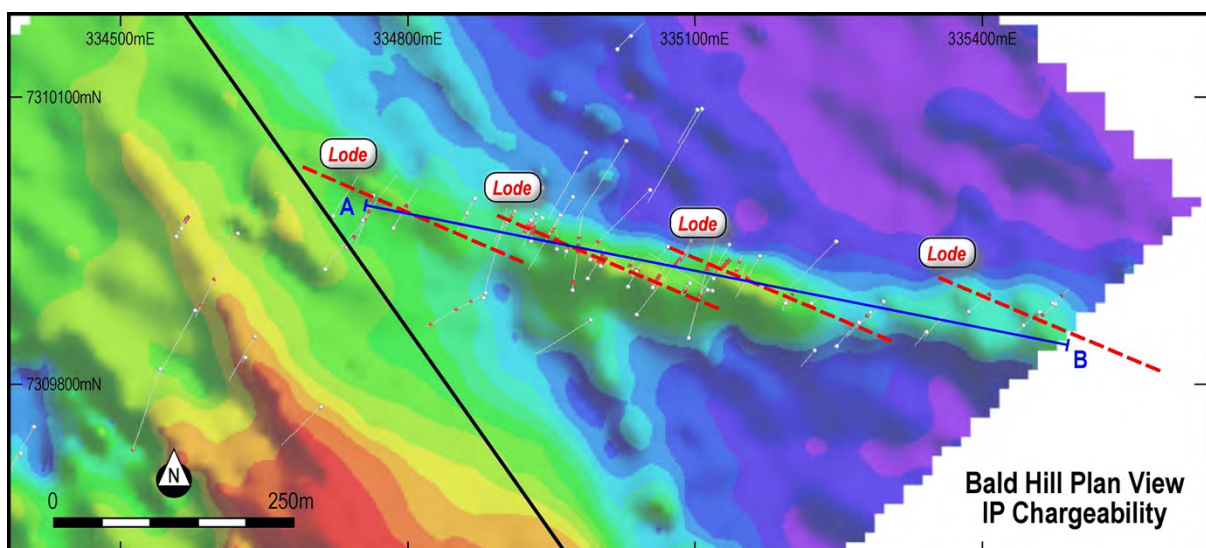 334500mE
334800mE
335100mE
335400mE
7310100mN
Lode
Lode
Lode
Lode
A
B
7309800mN
N
0
250m
Bald Hill Plan View
IP Chargeability